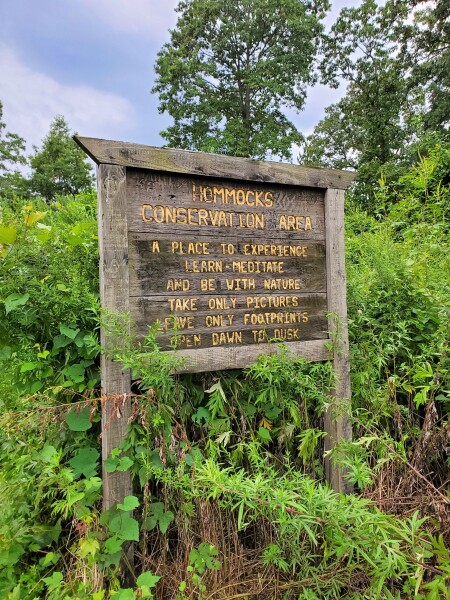 HOMMOCKS
CONSERVATION AREA
A PLACE TO EXPERIENCE
LEARN-MEDITATE
AND BE WITH NATURE
TAKE ONLY PICTURES
LEAVE ONLY FOOTPRINTS
OPEN DAWN TO DUSK